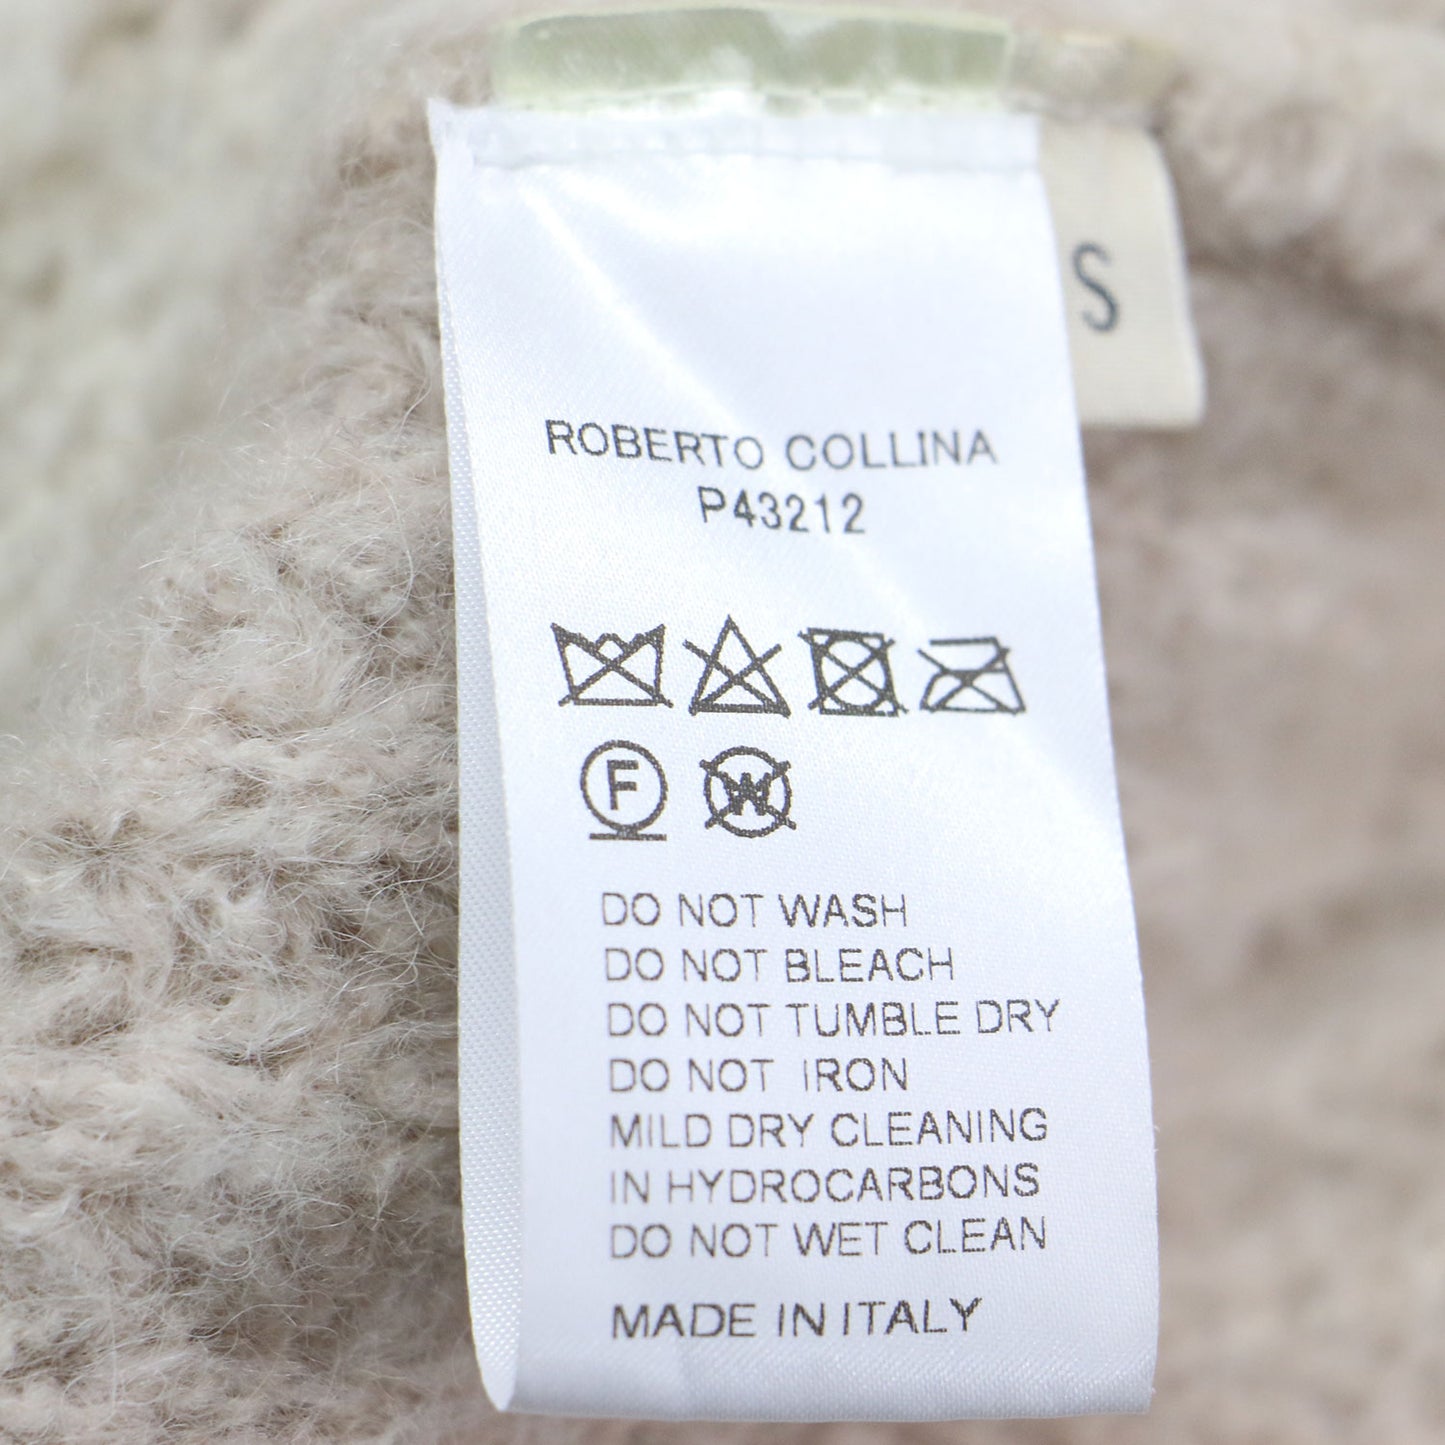 S
ROBERTO COLLINA
P43212
F
W
DO NOT WASH
DO NOT BLEACH
DO NOT TUMBLE DRY
DO NOT IRON
MILD DRY CLEANING
IN HYDROCARBONS
DO NOT WET CLEAN
MADE IN ITALY